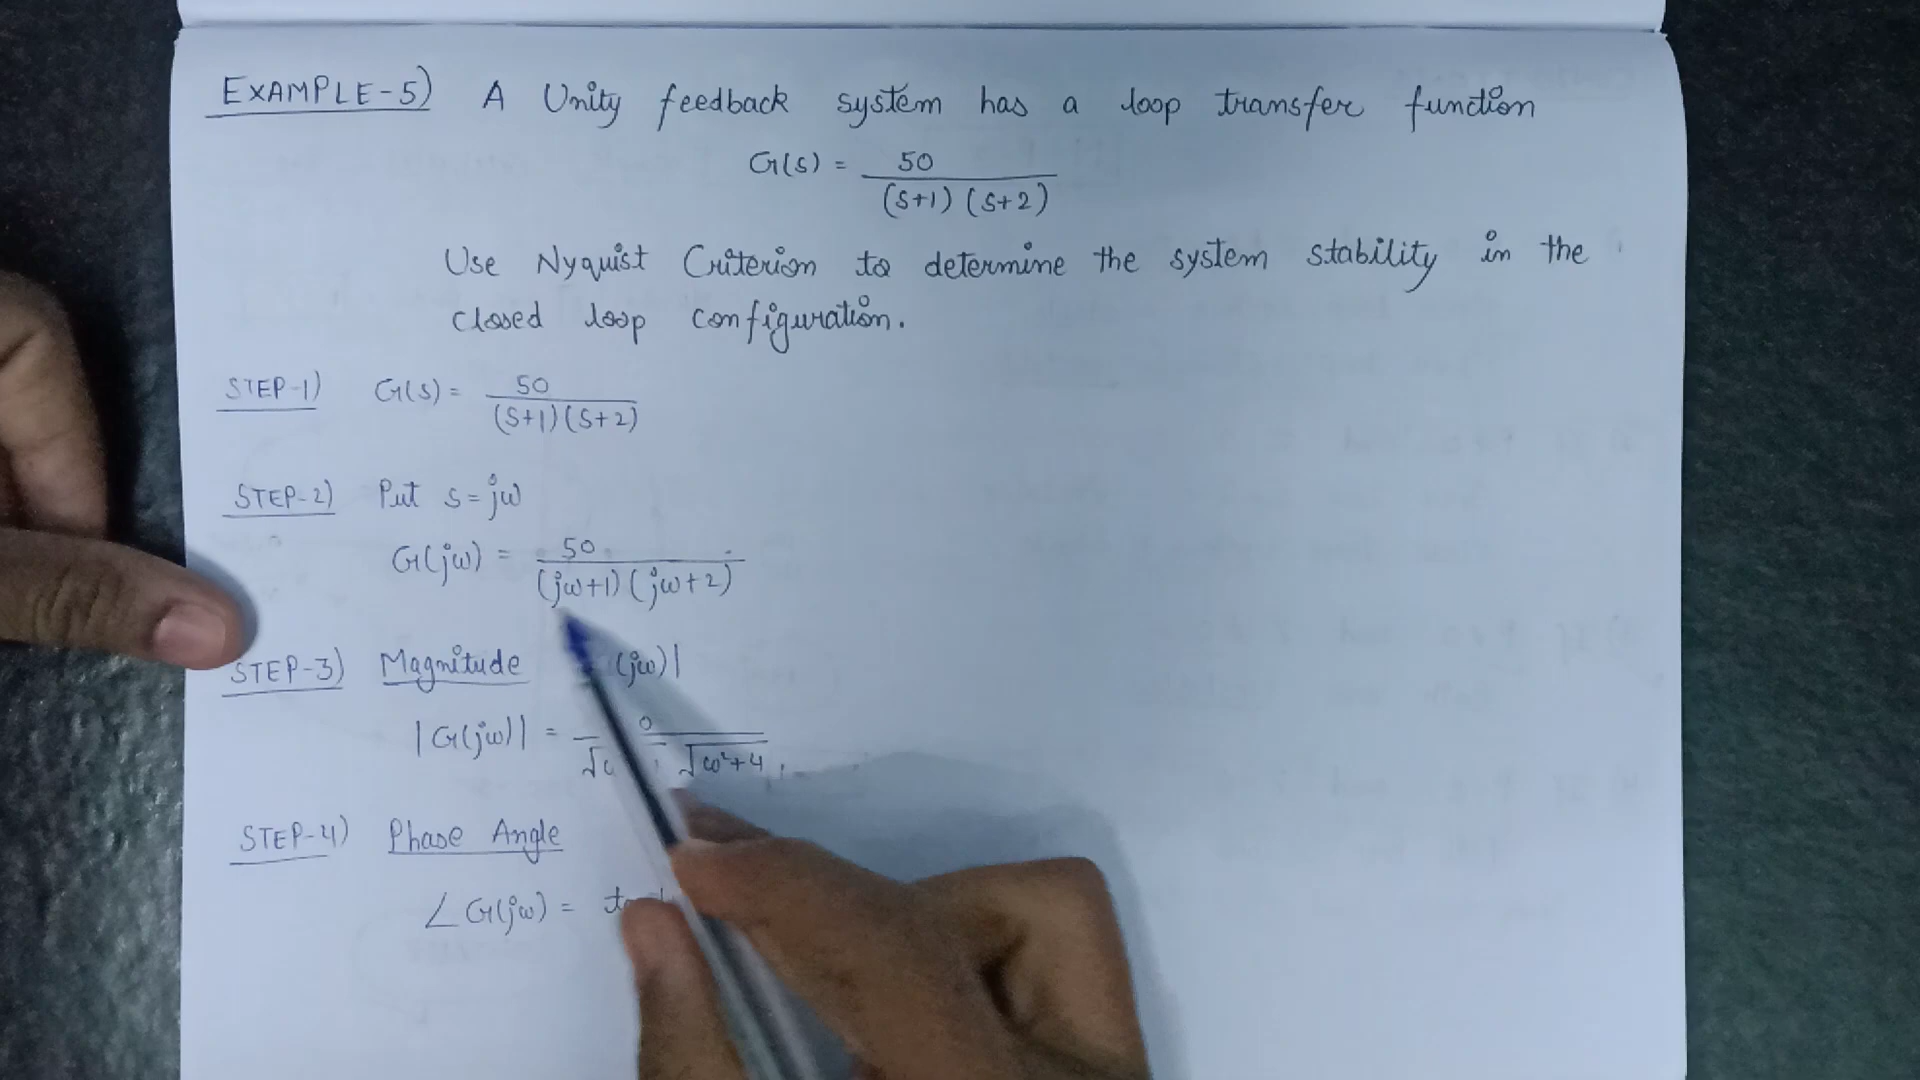 EXAMPLE-5) A Unity feedback system has a loop transfer function
G(s) = 50
(s+1) (s+2)
Use Nyquist Criterion to determine the system stability in the
closed loop configuration.
STEP-1) G(s) = 50
(s+1)(s+2)
STEP-2) Put s=jω
G(jω) = 50
(jω+1) (jω+2)
STEP-3) Magnitude (jω)|
|G(jω)| =
√ω²+4
STEP-4) Phase Angle
∠G(jω) =